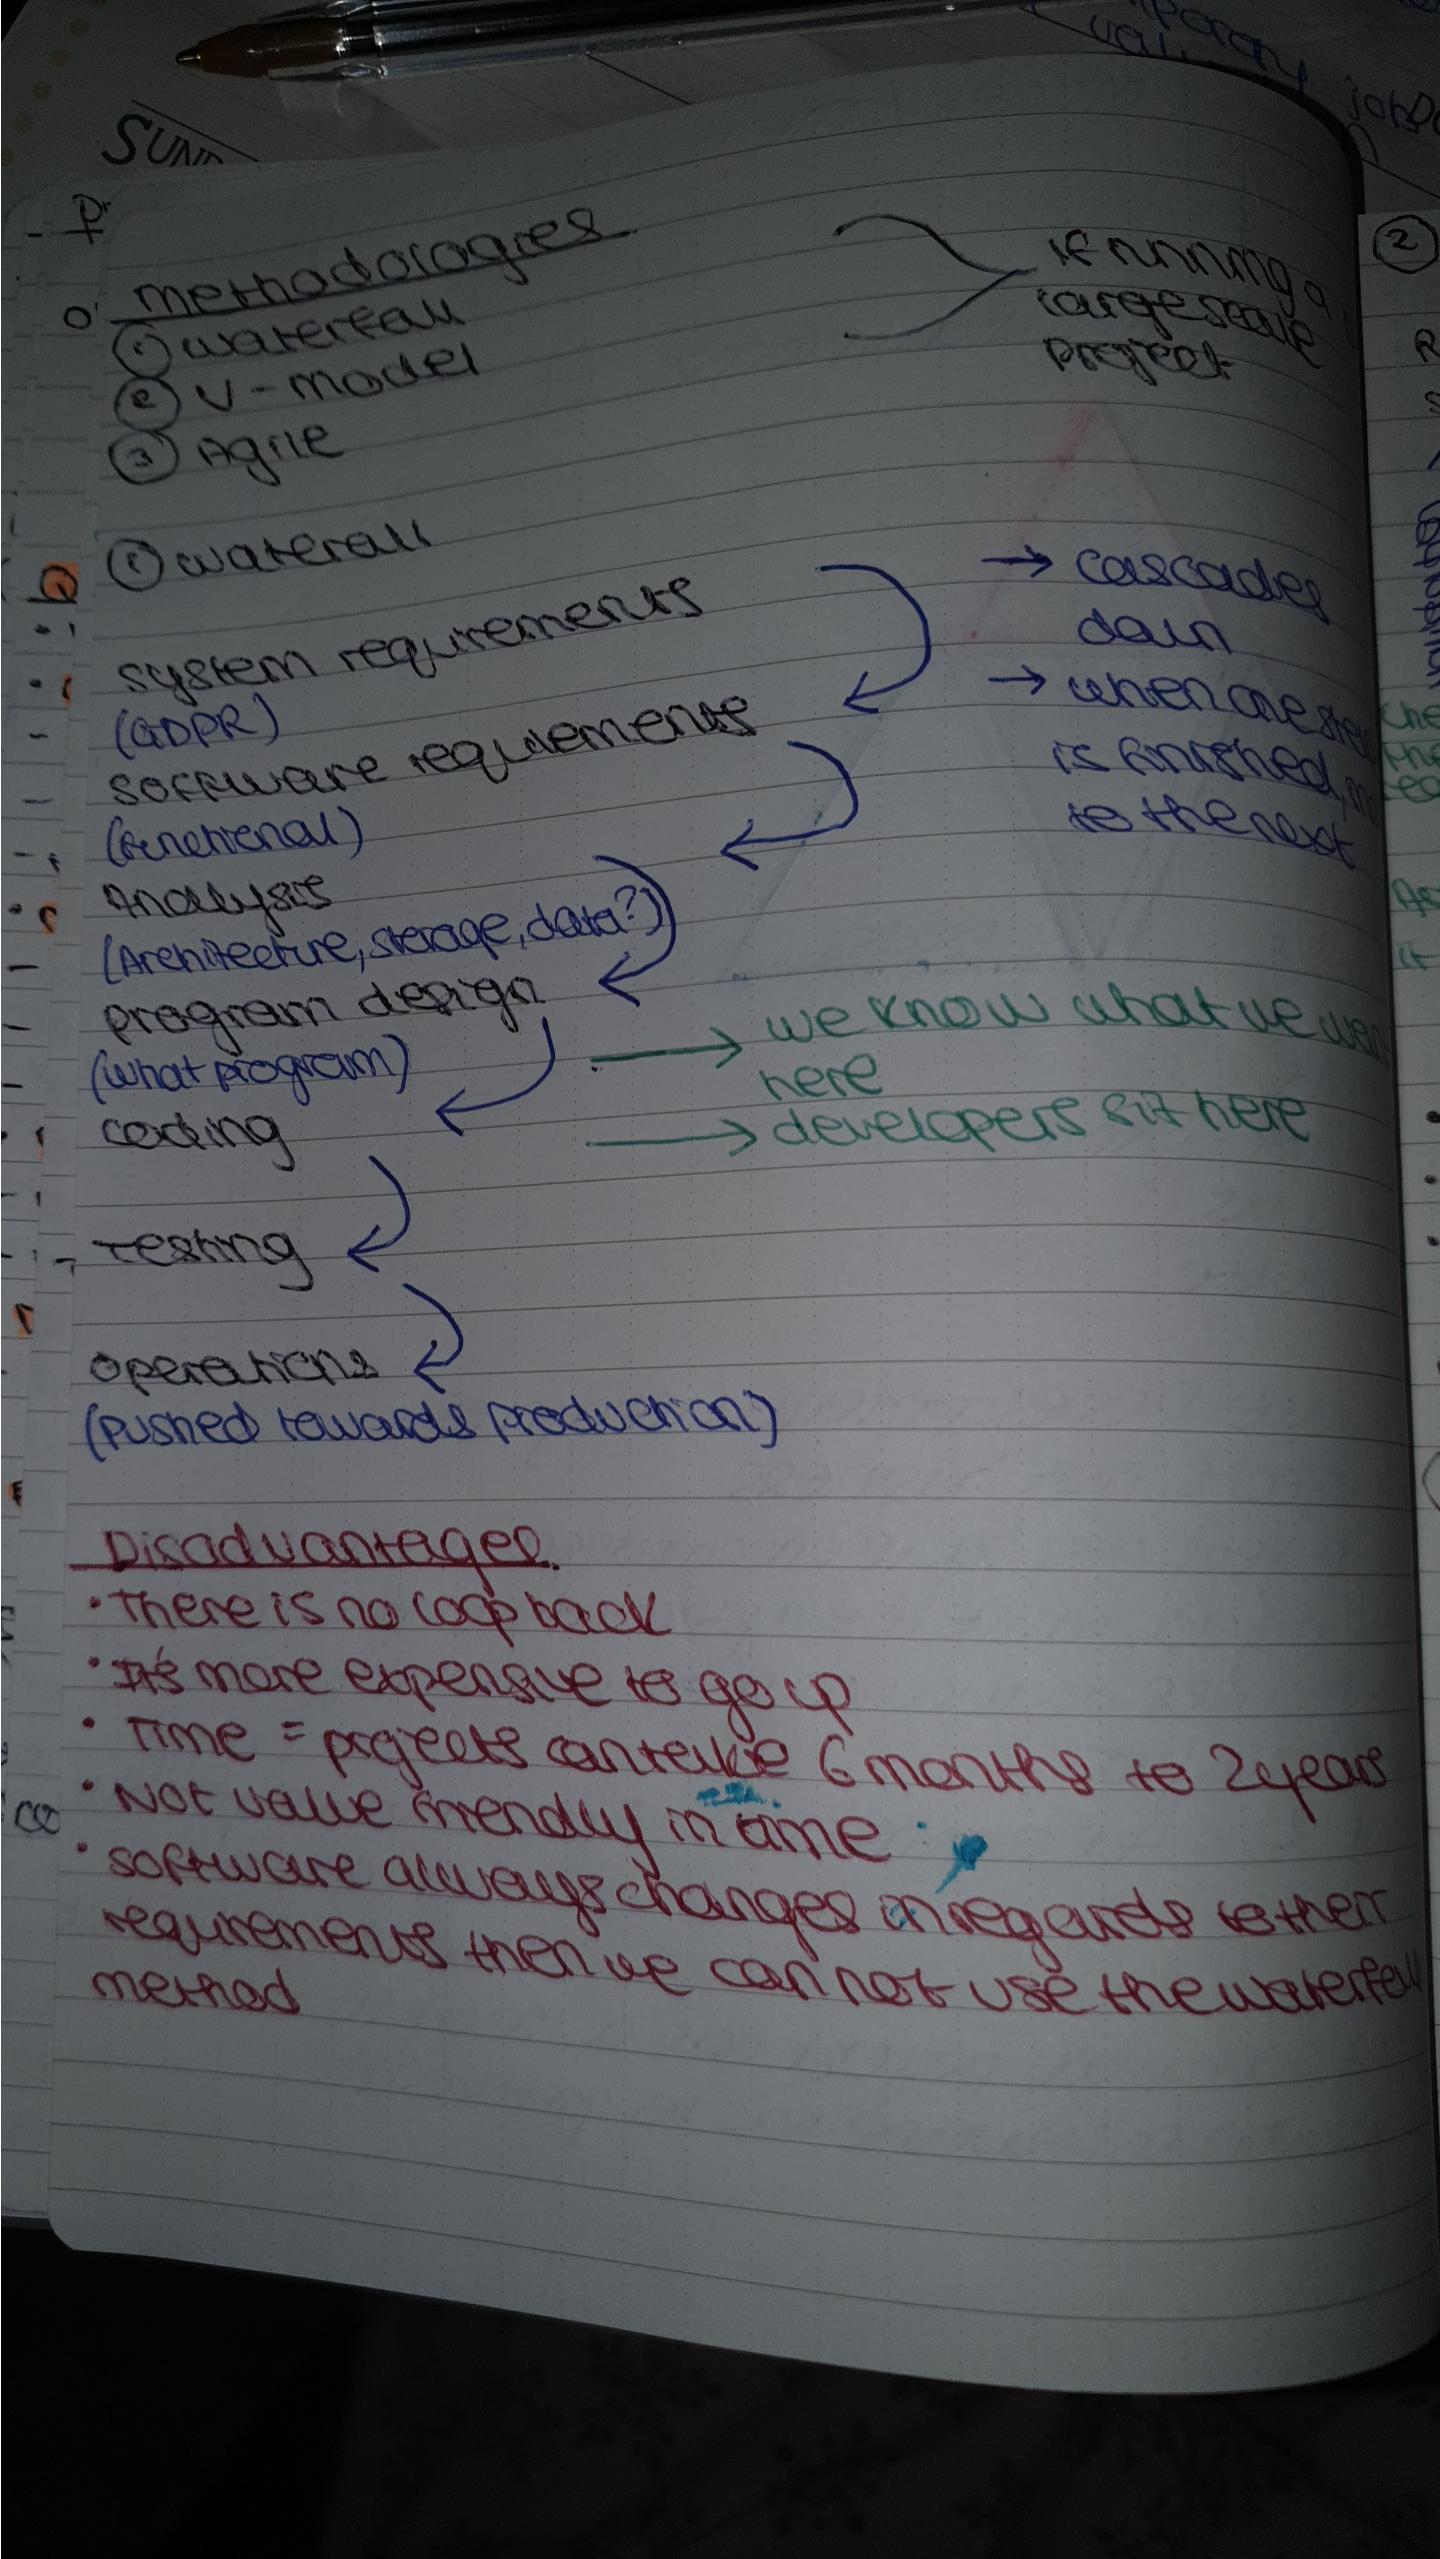 SUND
methodologies
① waterfall
② V-model
③ Agile
if running a
large scale
project
① waterfall
system requirements
(GDPR)
software requirements
(functional)
Analysis
(Architecture, storage, data?)
program design
(what program)
coding
testing
operations
(pushed towards production)
→ cascades
down
→ when one step
is finished,
to the next
→ we know what we
here
→ developers sit here
Disadvantages
• There is no loop back
• It's more expensive to go up
• Time = projects can take 6 months to 2 years
• Not value friendly in time
• software always changes in regards to their
requirements then we can not use the waterfall
method
②